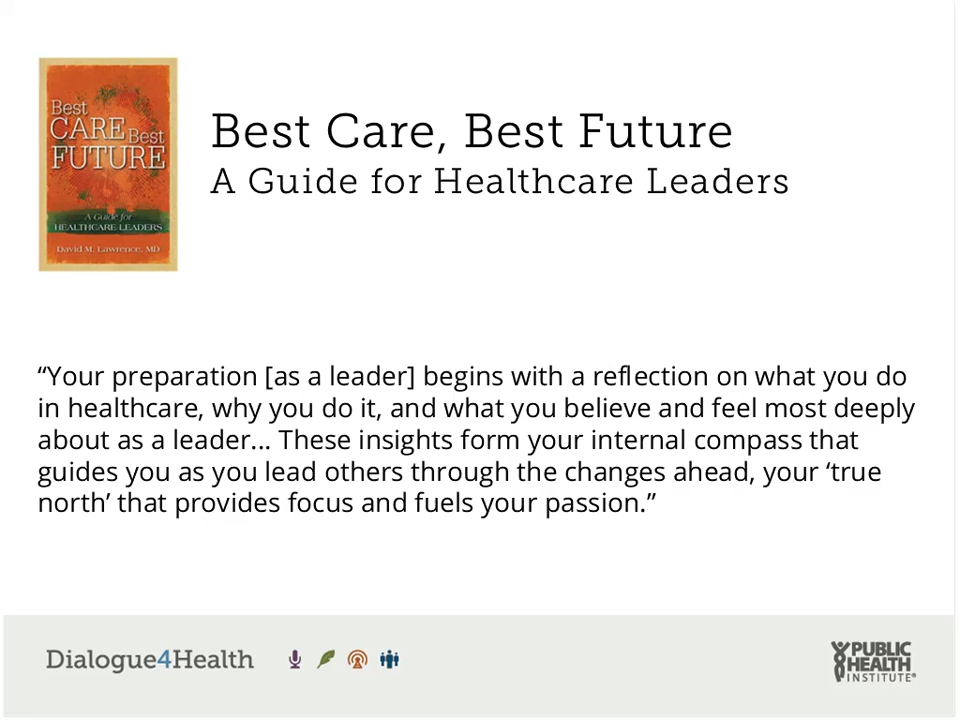 Best
CARE Best
FUTURE
A Guide for
HEALTHCARE LEADERS
David M. Lawrence, MD
Best Care, Best Future
A Guide for Healthcare Leaders
“Your preparation [as a leader] begins with a reflection on what you do
in healthcare, why you do it, and what you believe and feel most deeply
about as a leader... These insights form your internal compass that
guides you as you lead others through the changes ahead, your ‘true
north’ that provides focus and fuels your passion.”
Dialogue4Health
PUBLIC
HEALTH
INSTITUTE®